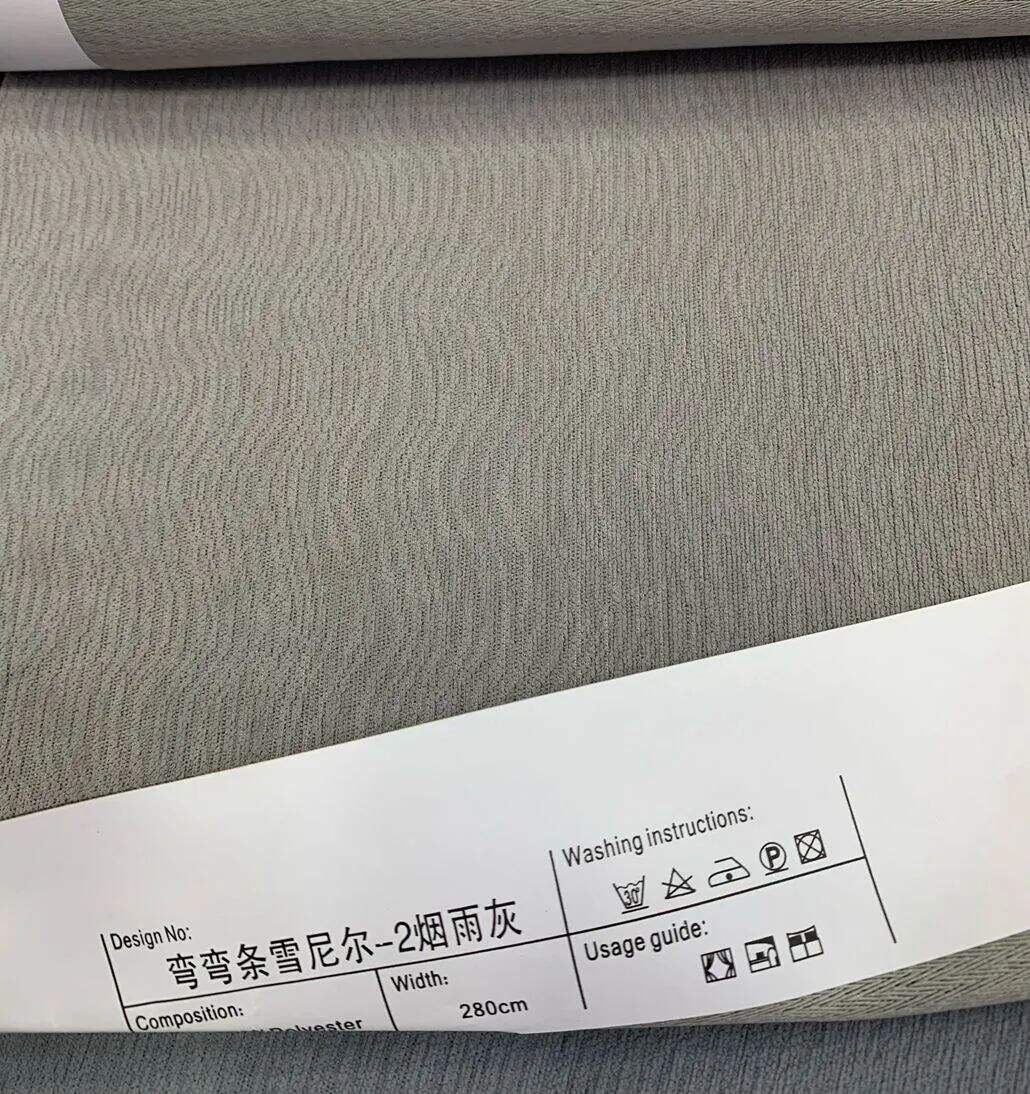 Design No:
弯弯条雪尼尔-2烟雨灰
Composition:
Polyester
Width:
280cm
Washing instructions:
30°
P
Usage guide: